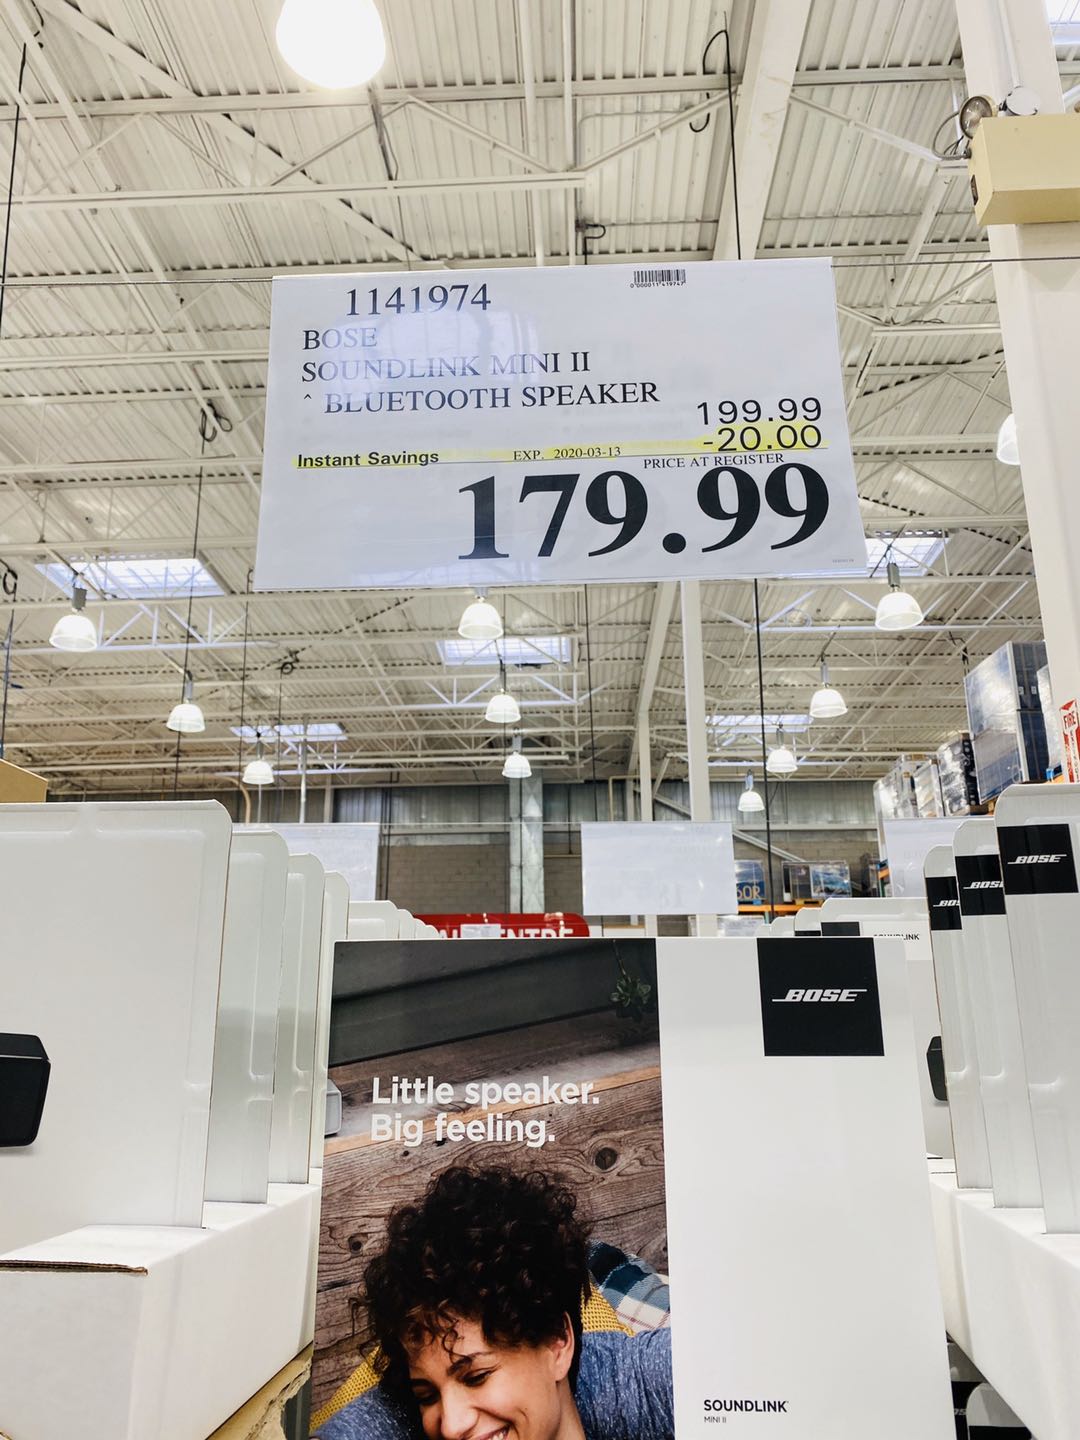 1141974
BOSE
SOUNDLINK MINI II
^ BLUETOOTH SPEAKER
199.99
-20.00
Instant Savings EXP. 2020-03-13
PRICE AT REGISTER
179.99
FIRE
BOSE
BOSE
BOSE
Little speaker.
Big feeling.
SOUNDLINK
MINI II